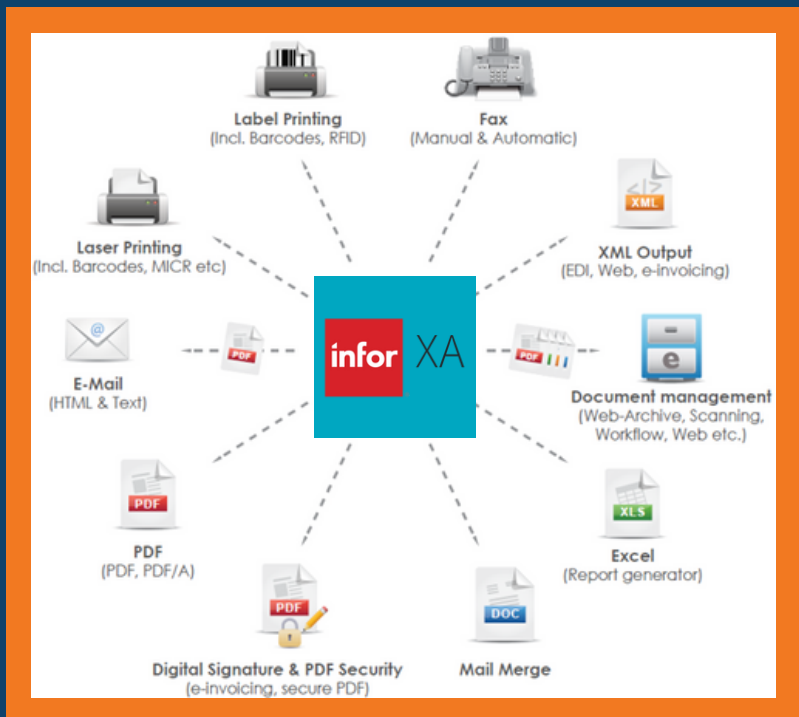 Label Printing
(Incl. Barcodes, RFID)
Fax
(Manual & Automatic)
XML
XML Output
(EDI, Web, e-invoicing)
Laser Printing
(Incl. Barcodes, MICR etc)
@
E-Mail
(HTML & Text)
PDF
infor XA
PDF
e
Document management
(Web-Archive, Scanning,
Workflow, Web etc.)
PDF
PDF
(PDF, PDF/A)
XLS
Excel
(Report generator)
PDF
Digital Signature & PDF Security
(e-invoicing, secure PDF)
DOC
Mail Merge